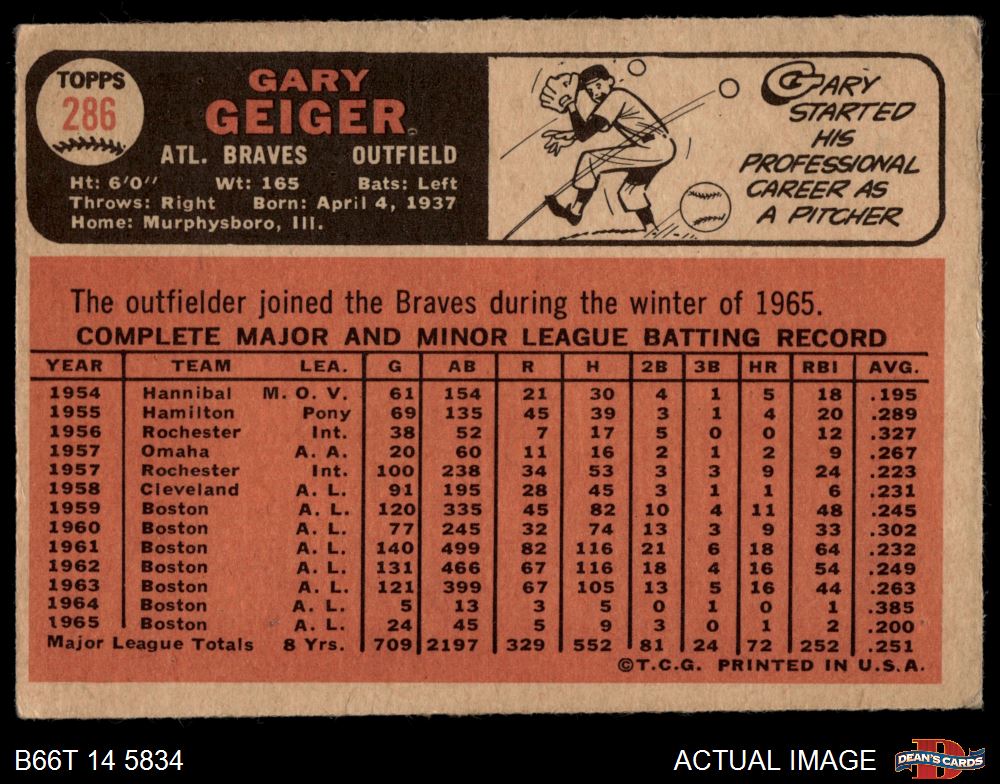 TOPPS
286
GARY
GEIGER
ATL. BRAVES OUTFIELD
Ht: 6'0" Wt: 165 Bats: Left
Throws: Right Born: April 4, 1937
Home: Murphysboro, Ill.
GARY
STARTED
HIS
PROFESSIONAL
CAREER AS
A PITCHER
The outfielder joined the Braves during the winter of 1965.
COMPLETE MAJOR AND MINOR LEAGUE BATTING RECORD
YEAR TEAM LEA. G AB R H 2B 3B HR RBI AVG.
1954 Hannibal M. O. V. 61 154 21 30 4 1 5 18 .195
1955 Hamilton Pony 69 135 45 39 3 1 4 20 .289
1956 Rochester Int. 38 52 7 17 5 0 0 12 .327
1957 Omaha A. A. 20 60 11 16 2 1 2 9 .267
1957 Rochester Int. 100 238 34 53 3 3 9 24 .223
1958 Cleveland A. L. 91 195 28 45 3 1 1 6 .231
1959 Boston A. L. 120 335 45 82 10 4 11 48 .245
1960 Boston A. L. 77 245 32 74 13 3 9 33 .302
1961 Boston A. L. 140 499 82 116 21 6 18 64 .232
1962 Boston A. L. 131 466 67 116 18 4 16 54 .249
1963 Boston A. L. 121 399 67 105 13 5 16 44 .263
1964 Boston A. L. 5 13 3 5 0 1 0 1 .385
1965 Boston A. L. 24 45 5 9 3 0 1 2 .200
Major League Totals 8 Yrs. 709 2197 329 552 81 24 72 252 .251
©T.C.G. PRINTED IN U.S.A.
B66T 14 5834 ACTUAL IMAGE
DEAN'S CARDS